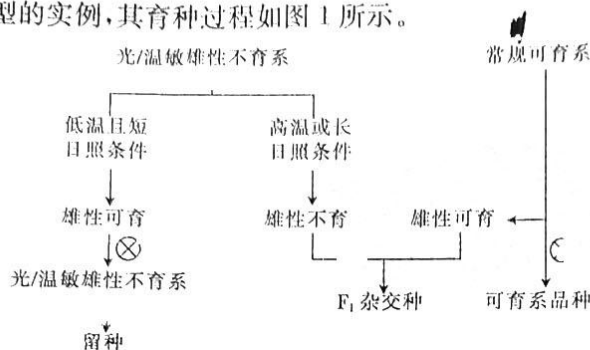 型的实例,其育种过程如图1所示。
光/温敏雄性不育系
常规可育系
低温且短
日照条件
高温或长
日照条件
雄性可育
雄性不育
雄性可育
光/温敏雄性不育系
F₁杂交种
可育系品种
留种